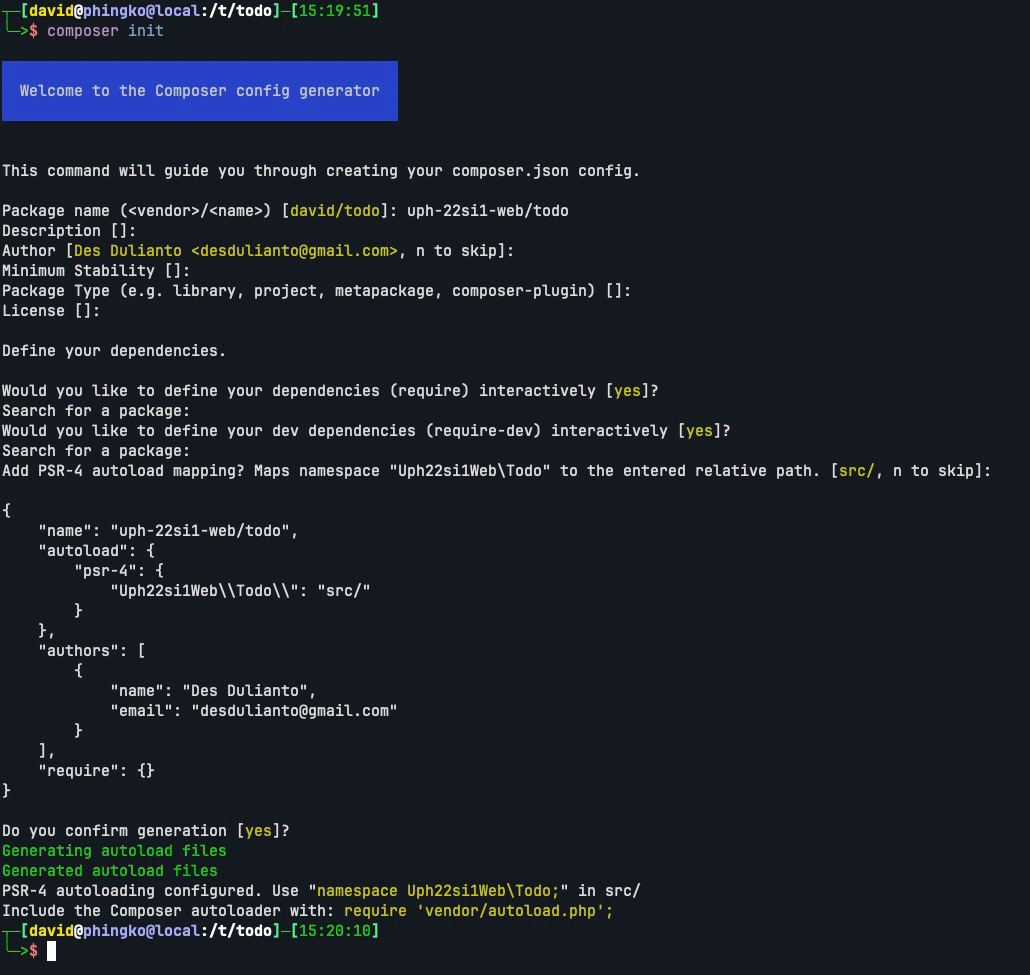 [david@phingko@local:/t/todo]─[15:19:51]
╰─>$ composer init
Welcome to the Composer config generator
This command will guide you through creating your composer.json config.
Package name (<vendor>/<name>) [david/todo]: uph-22si1-web/todo
Description []:
Author [Des Dulianto <desdulianto@gmail.com>, n to skip]:
Minimum Stability []:
Package Type (e.g. library, project, metapackage, composer-plugin) []:
License []:
Define your dependencies.
Would you like to define your dependencies (require) interactively [yes]?
Search for a package:
Would you like to define your dev dependencies (require-dev) interactively [yes]?
Search for a package:
Add PSR-4 autoload mapping? Maps namespace "Uph22si1Web\Todo" to the entered relative path. [src/, n to skip]:
{
    "name": "uph-22si1-web/todo",
    "autoload": {
        "psr-4": {
            "Uph22si1Web\\Todo\\": "src/"
        }
    },
    "authors": [
        {
            "name": "Des Dulianto",
            "email": "desdulianto@gmail.com"
        }
    ],
    "require": {}
}
Do you confirm generation [yes]?
Generating autoload files
Generated autoload files
PSR-4 autoloading configured. Use "namespace Uph22si1Web\Todo;" in src/
Include the Composer autoloader with: require 'vendor/autoload.php';
[david@phingko@local:/t/todo]─[15:20:10]
╰─>$